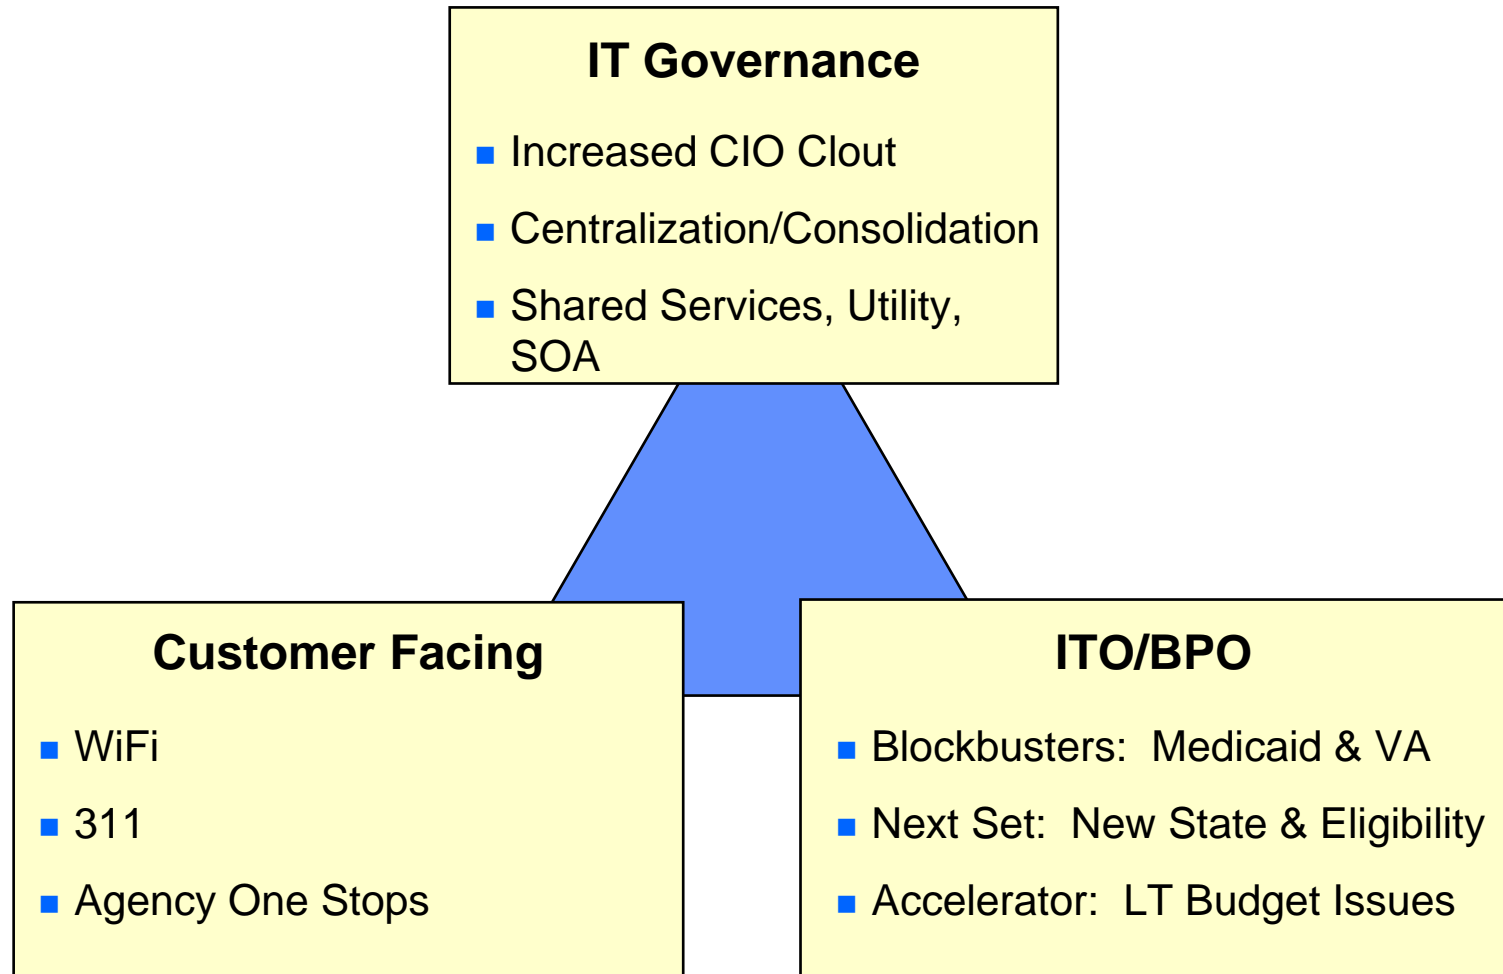 IT Governance
Increased CIO Clout
Centralization/Consolidation
Shared Services, Utility,
SOA
Customer Facing
WiFi
311
Agency One Stops
ITO/BPO
Blockbusters:  Medicaid & VA
Next Set:  New State & Eligibility
Accelerator:  LT Budget Issues